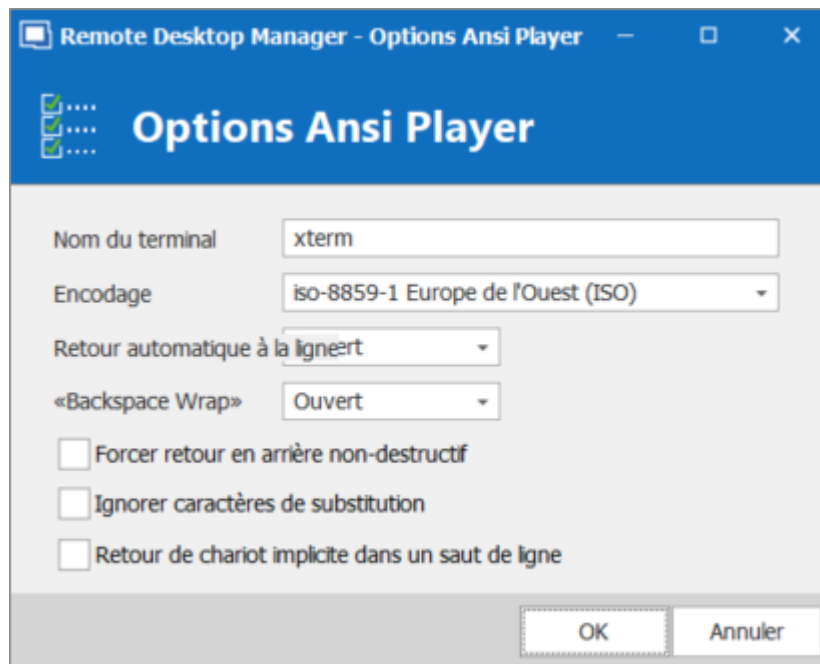 Remote Desktop Manager - Options Ansi Player
Options Ansi Player
Nom du terminal xterm
Encodage iso-8859-1 Europe de l'Ouest (ISO)
Retour automatique à la ligne ert
«Backspace Wrap» Ouvert
Forcer retour en arrière non-destructif
Ignorer caractères de substitution
Retour de chariot implicite dans un saut de ligne
OK Annuler